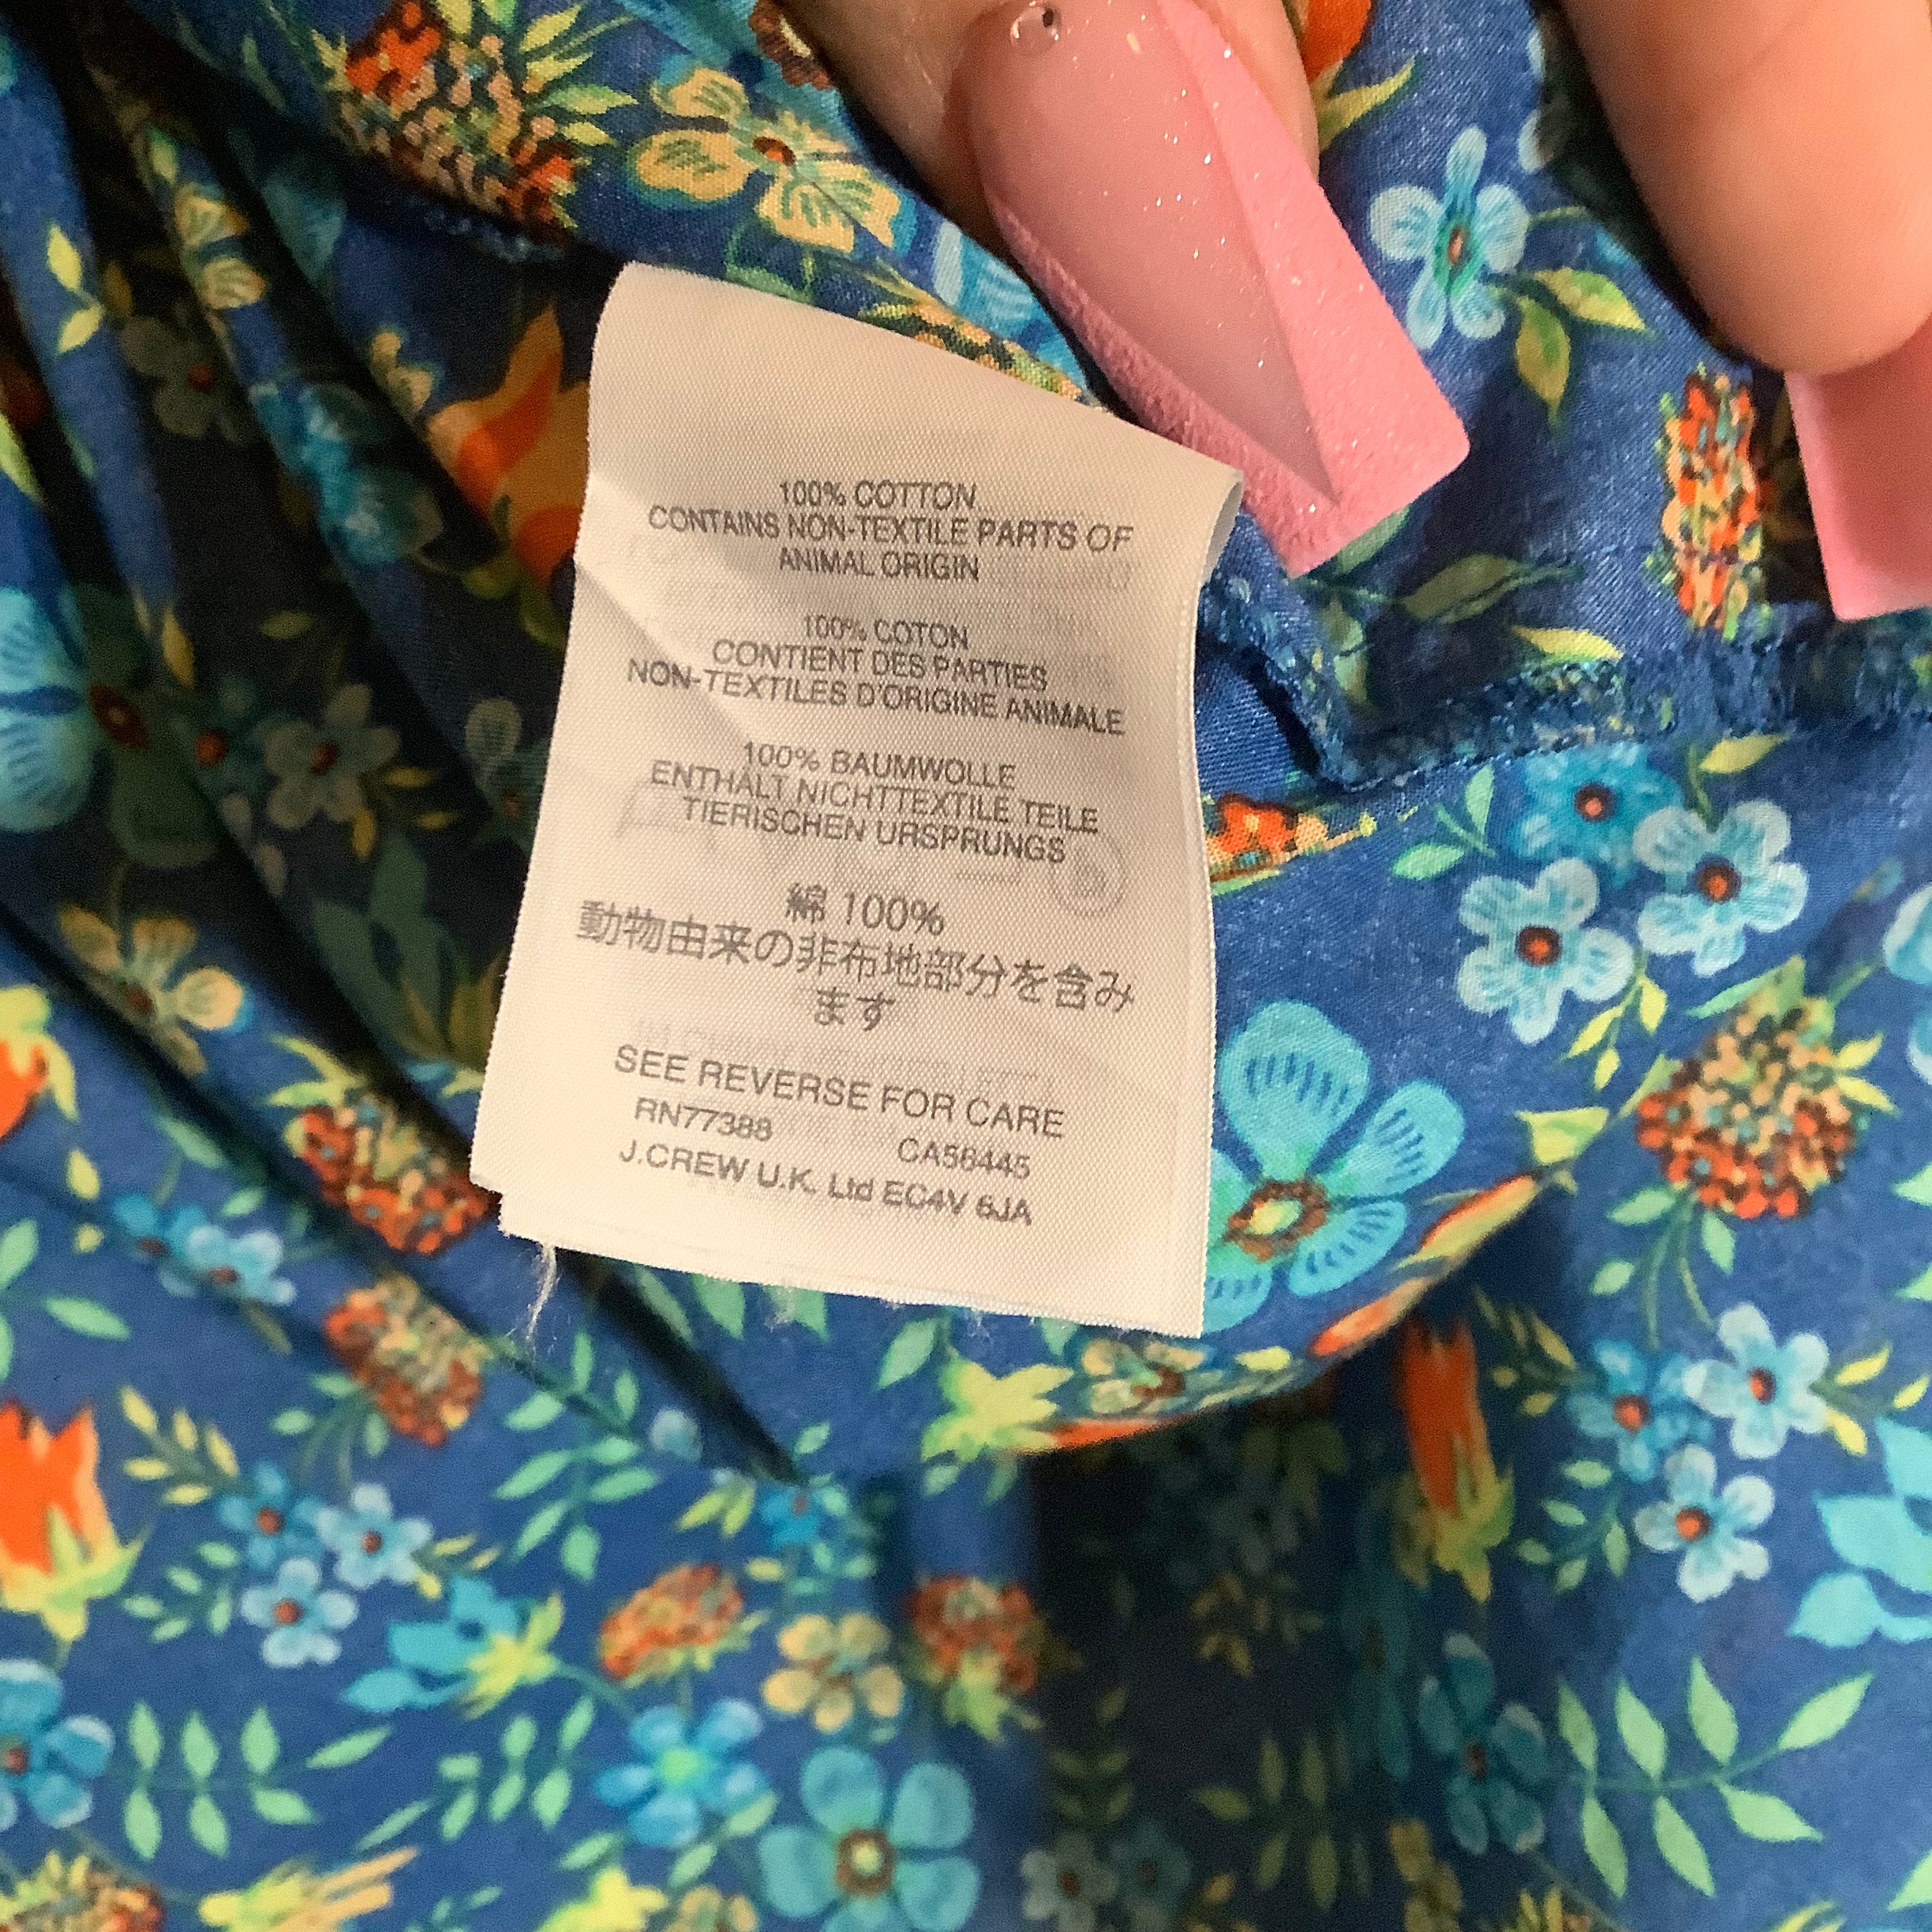 100% COTTON
CONTAINS NON-TEXTILE PARTS OF
ANIMAL ORIGIN
100% COTON
CONTIENT DES PARTIES
NON-TEXTILES D'ORIGINE ANIMALE
100% BAUMWOLLE
ENTHÄLT NICHTTEXTILE TEILE
TIERISCHEN URSPRUNGS
綿 100%
動物由来の非布地部分を含み
ます
SEE REVERSE FOR CARE
RN77388 CA56445
J.CREW U.K. Ltd EC4V 6JA